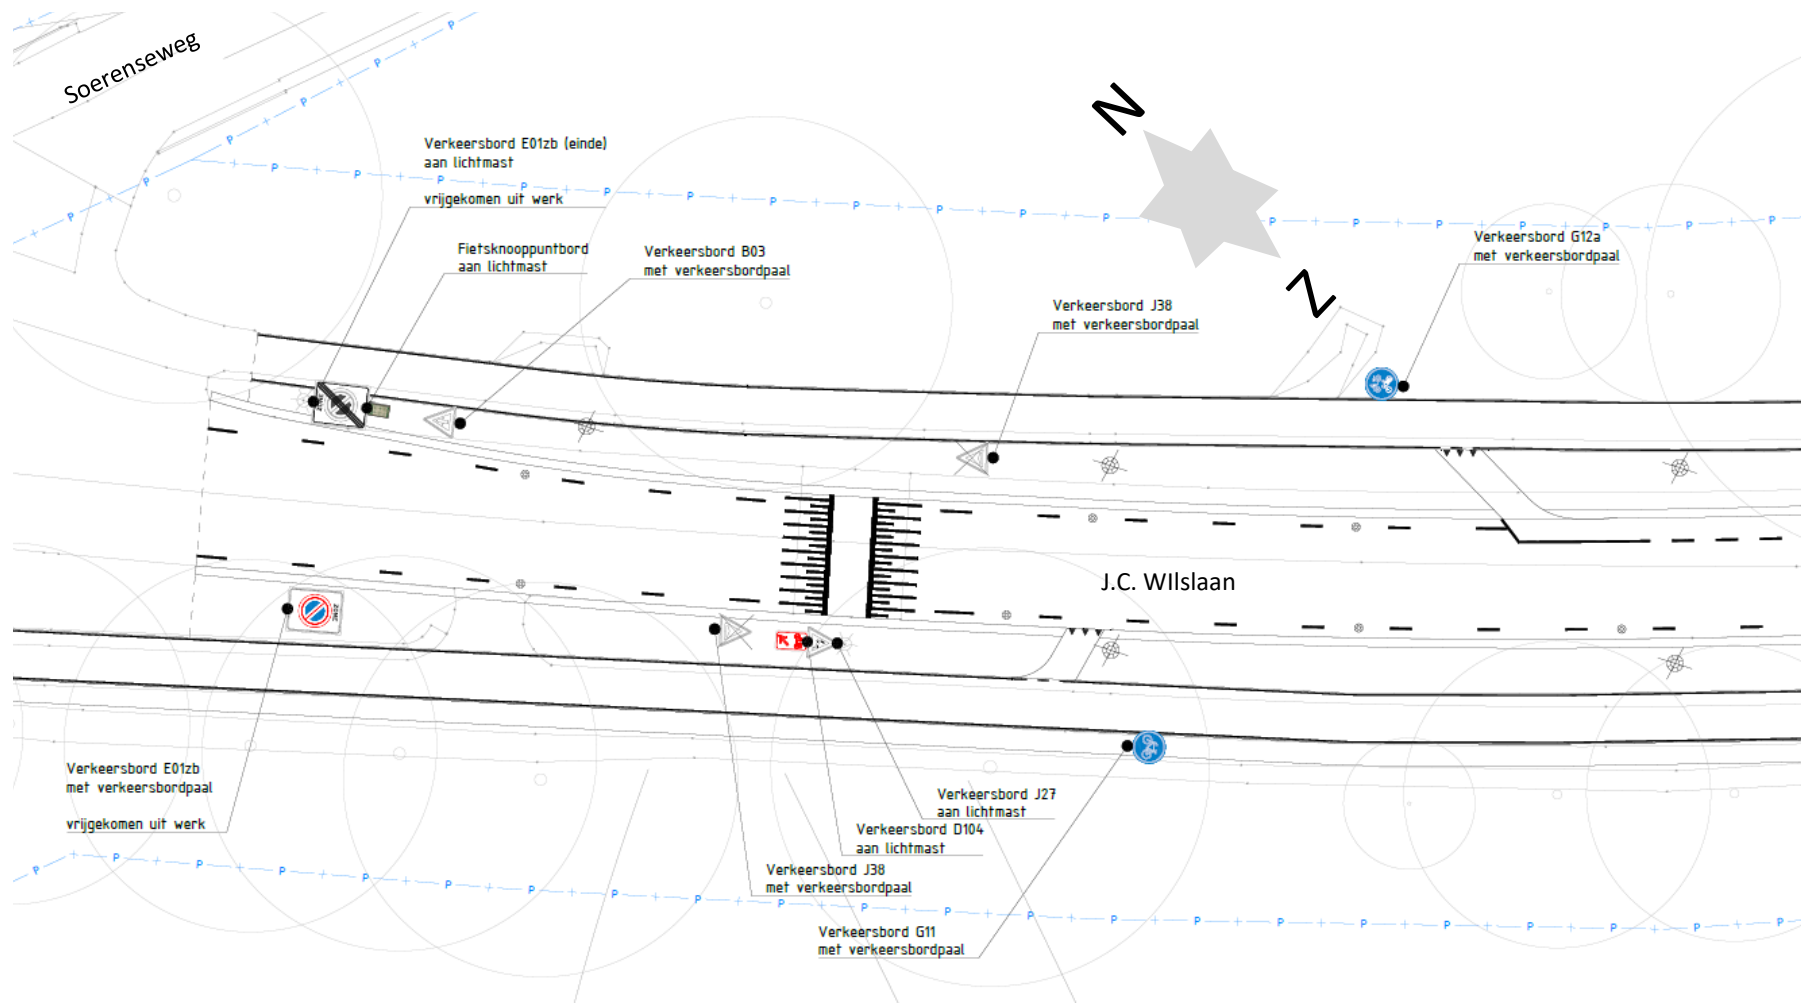 Soerenseweg
N
Z
Verkeersbord E01zb (einde)
aan lichtmast
vrijgekomen uit werk
Fietsknooppuntbord
aan lichtmast
Verkeersbord B03
met verkeersbordpaal
Verkeersbord J38
met verkeersbordpaal
Verkeersbord G12a
met verkeersbordpaal
J.C. WIlslaan
ZONE
Verkeersbord E01zb
met verkeersbordpaal
vrijgekomen uit werk
Verkeersbord J27
aan lichtmast
Verkeersbord D104
aan lichtmast
Verkeersbord J38
met verkeersbordpaal
Verkeersbord G11
met verkeersbordpaal